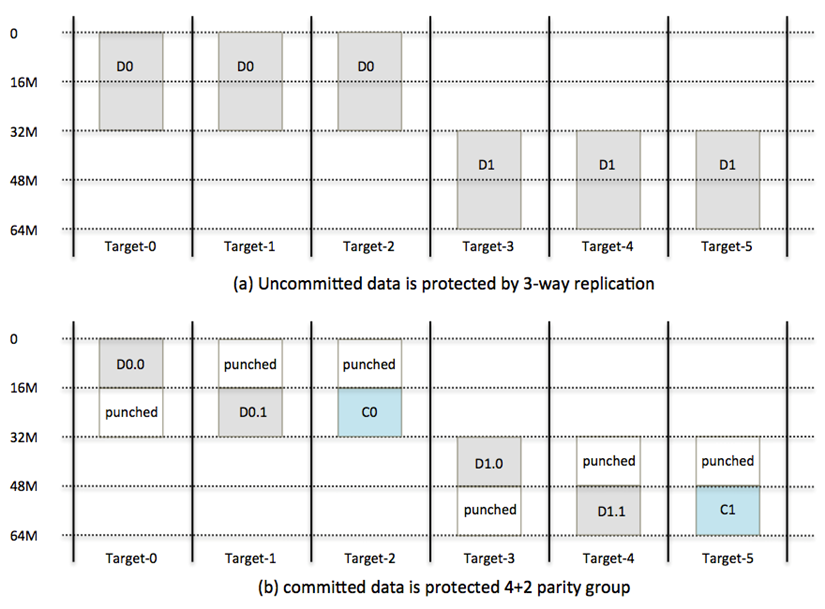 0
D0 D0 D0
16M
32M
D1 D1 D1
48M
64M
Target-0 Target-1 Target-2 Target-3 Target-4 Target-5
(a) Uncommitted data is protected by 3-way replication
0
D0.0 punched punched
16M
punched D0.1 C0
32M
D1.0 punched punched
48M
punched D1.1 C1
64M
Target-0 Target-1 Target-2 Target-3 Target-4 Target-5
(b) committed data is protected 4+2 parity group